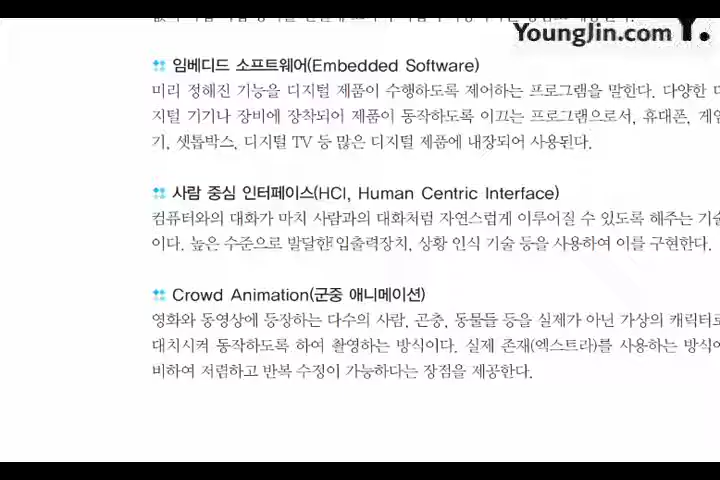 YoungJin.com Y.
임베디드 소프트웨어(Embedded Software)
미리 정해진 기능을 디지털 제품이 수행하도록 제어하는 프로그램을 말한다. 다양한
지털 기기나 장비에 장착되어 제품이 동작하도록 이끄는 프로그램으로서, 휴대폰, 게임
기, 셋톱박스, 디지털 TV 등 많은 디지털 제품에 내장되어 사용된다.
사람 중심 인터페이스(HCI, Human Centric Interface)
컴퓨터와의 대화가 마치 사람과의 대화처럼 자연스럽게 이루어질 수 있도록 해주는 기술
이다. 높은 수준으로 발달한 입출력장치, 상황 인식 기술 등을 사용하여 이를 구현한다.
Crowd Animation(군중 애니메이션)
영화와 동영상에 등장하는 다수의 사람, 곤충, 동물들 등을 실제가 아닌 가상의 캐릭터로
대치시켜 동작하도록 하여 촬영하는 방식이다. 실제 존재(엑스트라)를 사용하는 방식에
비하여 저렴하고 반복 수정이 가능하다는 장점을 제공한다.